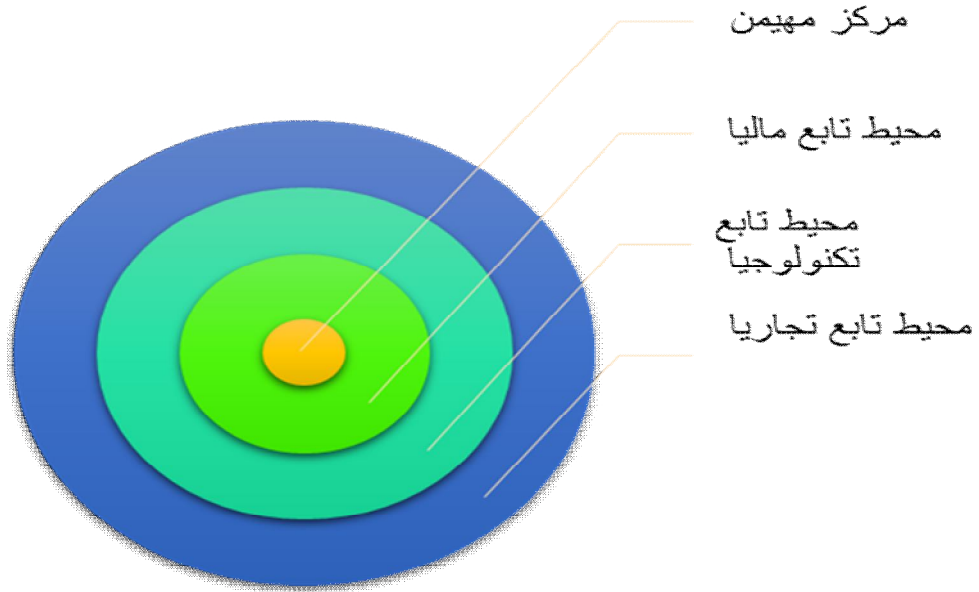 مركز مهيمن
محيط تابع ماليا
محيط تابع
تكنولوجيا
محيط تابع تجاريا